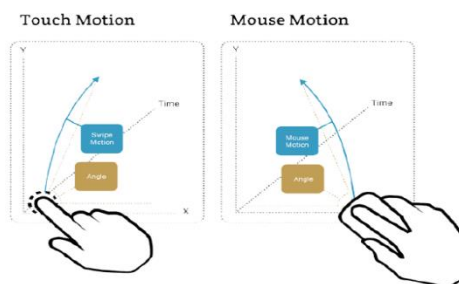 Touch Motion
Mouse Motion
Y
Time
Swipe
Motion
Angle
X
Y
Time
Mouse
Motion
Angle